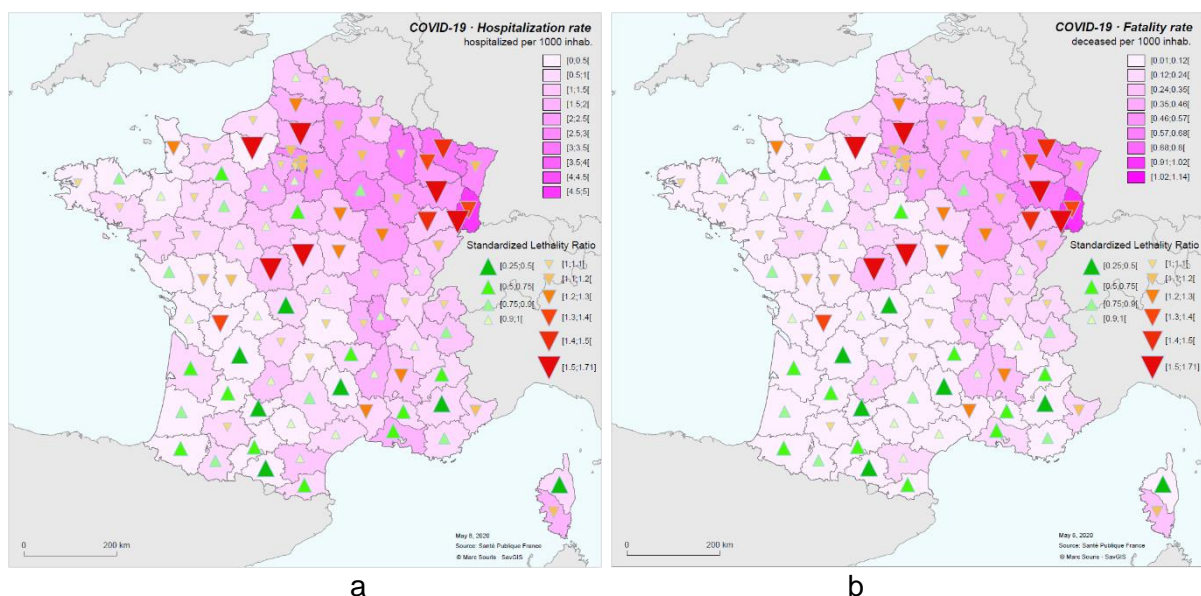 COVID-19 · Hospitalization rate
hospitalized per 1000 inhab.
[0;0.5[
[0.5;1[
[1;1.5[
[1.5;2[
[2;2.5[
[2.5;3[
[3;3.5[
[3.5;4[
[4;4.5[
[4.5;5]
Standardized Lethality Ratio
[0.25;0.5[
[0.5;0.75[
[0.75;0.9[
[0.9;1[
[1;1.1[
[1.1;1.2[
[1.2;1.3[
[1.3;1.4[
[1.4;1.5[
[1.5;1.71]
May 8, 2020
Source: Santé Publique France
© Marc Souris - SavGIS
0
200 km
a
COVID-19 · Fatality rate
deceased per 1000 inhab.
[0.01;0.12[
[0.12;0.24[
[0.24;0.35[
[0.35;0.46[
[0.46;0.57[
[0.57;0.68[
[0.68;0.8[
[0.91;1.02[
[1.02;1.14]
Standardized Lethality Ratio
[0.25;0.5[
[0.5;0.75[
[0.75;0.9[
[0.9;1[
[1;1.1[
[1.1;1.2[
[1.2;1.3[
[1.3;1.4[
[1.4;1.5[
[1.5;1.71]
May 8, 2020
Source: Santé Publique France
© Marc Souris - SavGIS
0
200 km
b